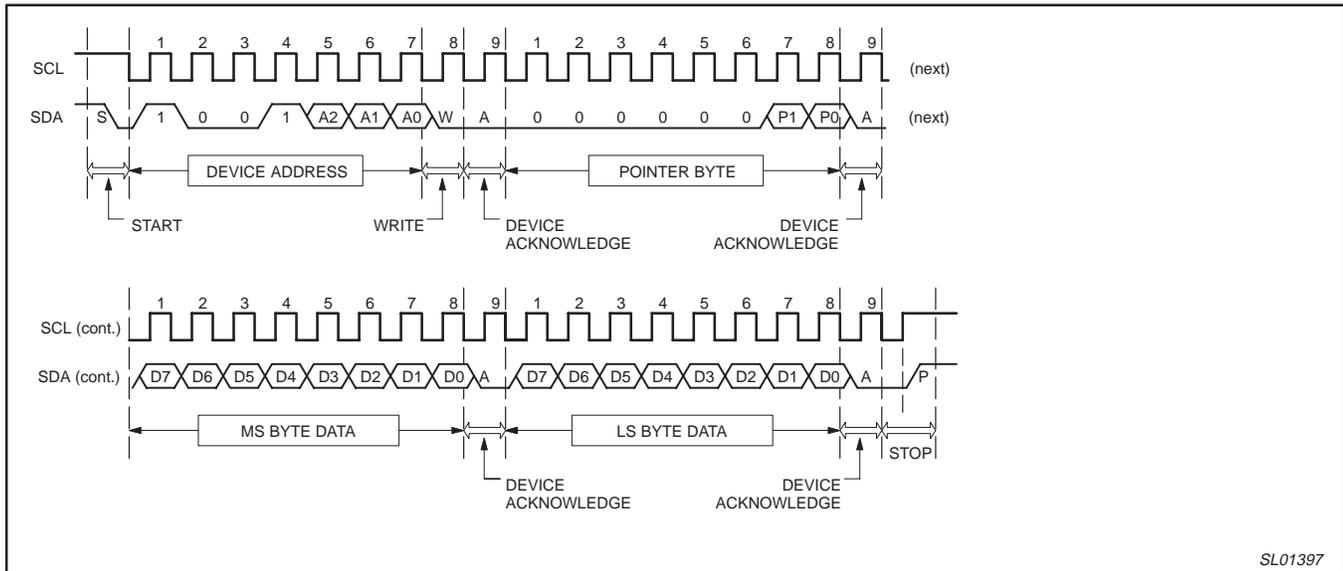 1 2 3 4 5 6 7 8 9 1 2 3 4 5 6 7 8 9
SCL (next)
SDA S 1 0 0 1 A2 A1 A0 W A 0 0 0 0 0 0 P1 P0 A (next)
DEVICE ADDRESS POINTER BYTE
START WRITE DEVICE DEVICE
ACKNOWLEDGE ACKNOWLEDGE
1 2 3 4 5 6 7 8 9 1 2 3 4 5 6 7 8 9
SCL (cont.)
SDA (cont.) D7 D6 D5 D4 D3 D2 D1 D0 A D7 D6 D5 D4 D3 D2 D1 D0 A P
MS BYTE DATA LS BYTE DATA
STOP
DEVICE DEVICE
ACKNOWLEDGE ACKNOWLEDGE
SL01397